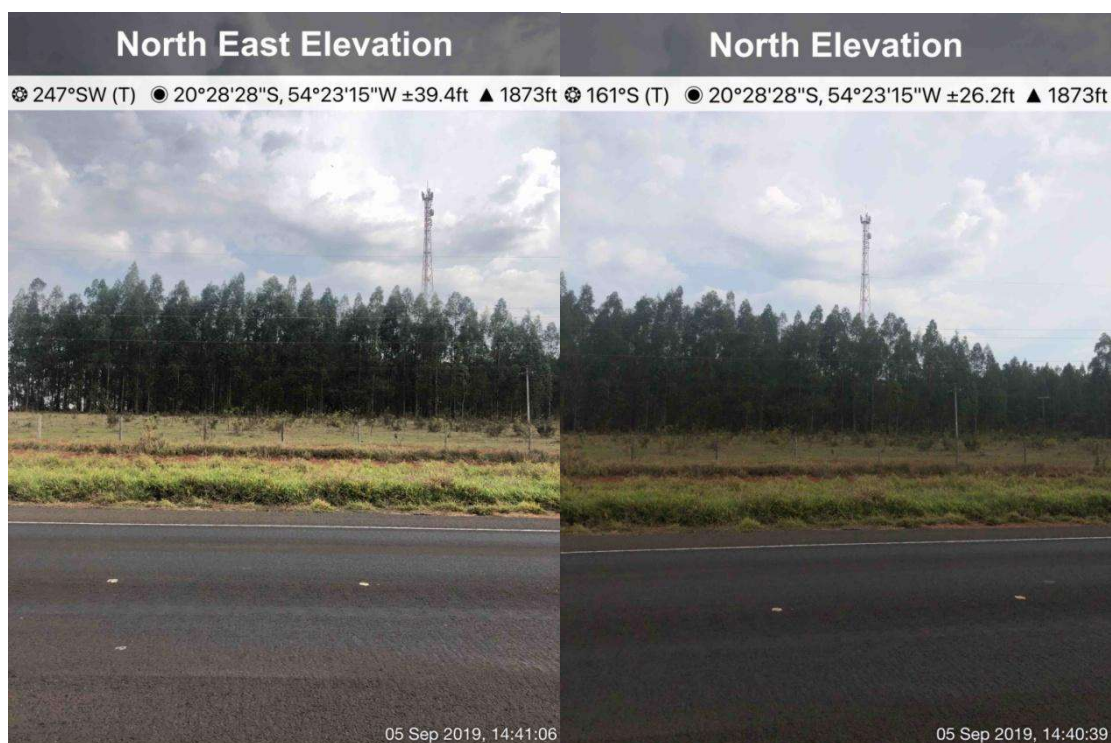 North East Elevation
247°SW (T) 20°28'28"S, 54°23'15"W ±39.4ft ▲ 1873ft
05 Sep 2019, 14:41:06
North Elevation
161°S (T) 20°28'28"S, 54°23'15"W ±26.2ft ▲ 1873ft
05 Sep 2019, 14:40:39